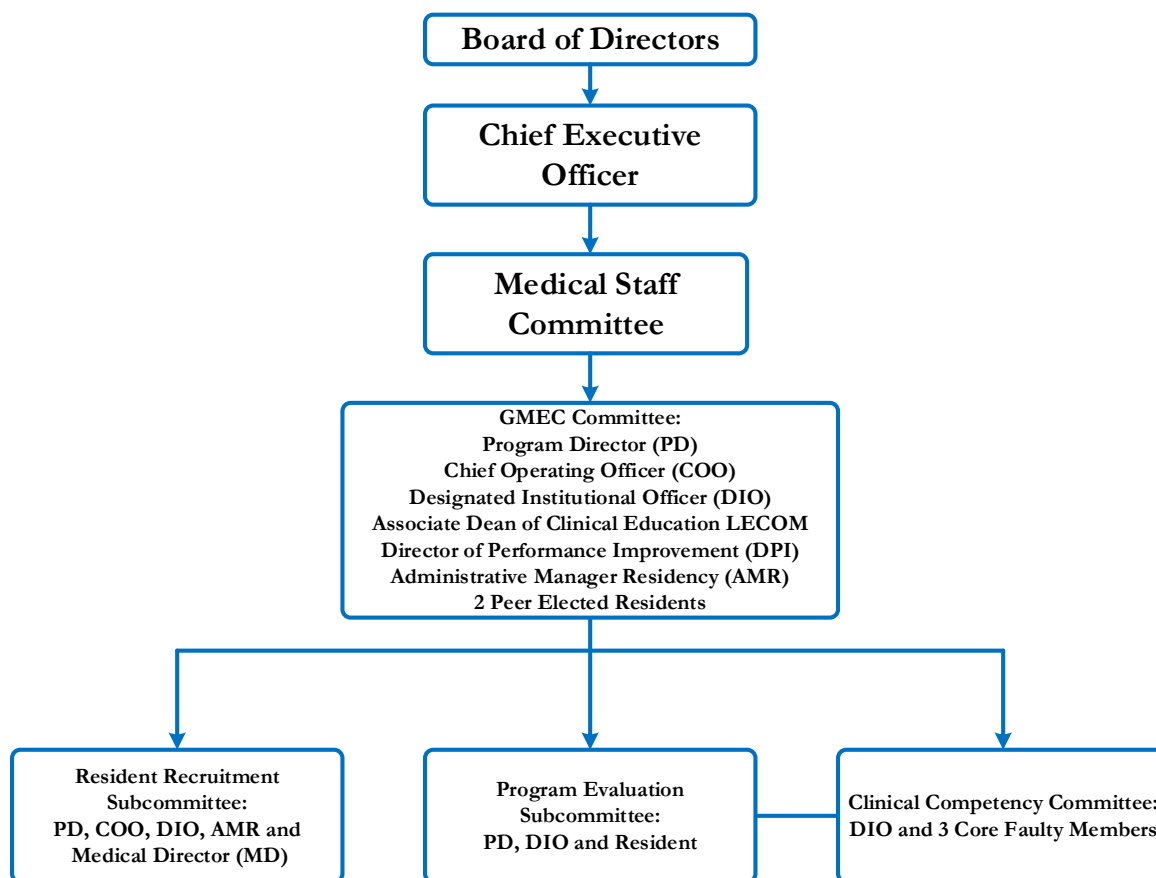 Board of Directors
Chief Executive
Officer
Medical Staff
Committee
GMEC Committee:
Program Director (PD)
Chief Operating Officer (COO)
Designated Institutional Officer (DIO)
Associate Dean of Clinical Education LECOM
Director of Performance Improvement (DPI)
Administrative Manager Residency (AMR)
2 Peer Elected Residents
Resident Recruitment
Subcommittee:
PD, COO, DIO, AMR and
Medical Director (MD)
Program Evaluation
Subcommittee:
PD, DIO and Resident
Clinical Competency Committee:
DIO and 3 Core Faulty Members